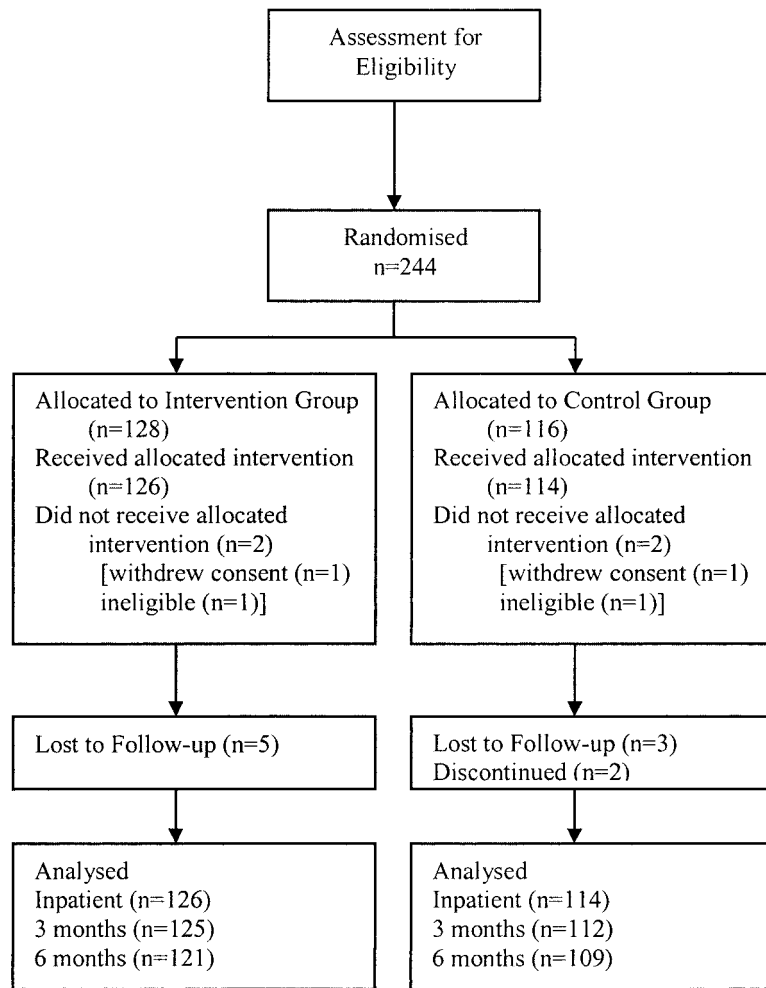 Assessment for
Eligibility
Randomised
n=244
Allocated to Intervention Group
(n=128)
Received allocated intervention
(n=126)
Did not receive allocated
intervention (n=2)
[withdrew consent (n=1)
ineligible (n=1)]
Allocated to Control Group
(n=116)
Received allocated intervention
(n=114)
Did not receive allocated
intervention (n=2)
[withdrew consent (n=1)
ineligible (n=1)]
Lost to Follow-up (n=5)
Lost to Follow-up (n=3)
Discontinued (n=2)
Analysed
Inpatient (n=126)
3 months (n=125)
6 months (n=121)
Analysed
Inpatient (n=114)
3 months (n=112)
6 months (n=109)